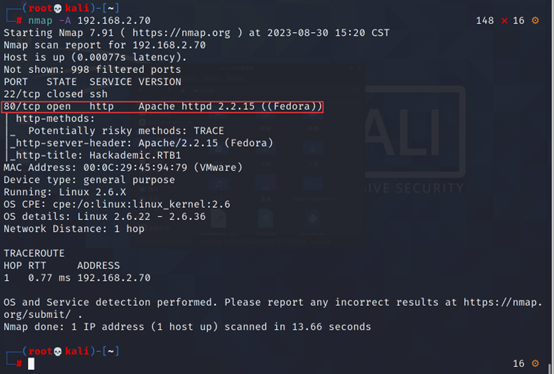 ┌──(root💀kali)-[~]
└─# nmap -A 192.168.2.70 148 ⨯ 16 ⚙
Starting Nmap 7.91 ( https://nmap.org ) at 2023-08-30 15:20 CST
Nmap scan report for 192.168.2.70
Host is up (0.00077s latency).
Not shown: 998 filtered ports
PORT   STATE  SERVICE VERSION
22/tcp closed ssh
80/tcp open   http    Apache httpd 2.2.15 ((Fedora))
| http-methods:
|_  Potentially risky methods: TRACE
|_http-server-header: Apache/2.2.15 (Fedora)
|_http-title: Hackademic.RTB1
MAC Address: 00:0C:29:45:94:79 (VMware)
Device type: general purpose
Running: Linux 2.6.X
OS CPE: cpe:/o:linux:linux_kernel:2.6
OS details: Linux 2.6.22 - 2.6.36
Network Distance: 1 hop
TRACEROUTE
HOP RTT     ADDRESS
1   0.77 ms 192.168.2.70
OS and Service detection performed. Please report any incorrect results at https://nmap.
org/submit/ .
Nmap done: 1 IP address (1 host up) scanned in 13.66 seconds
┌──(root💀kali)-[~]
└─# 16 ⚙